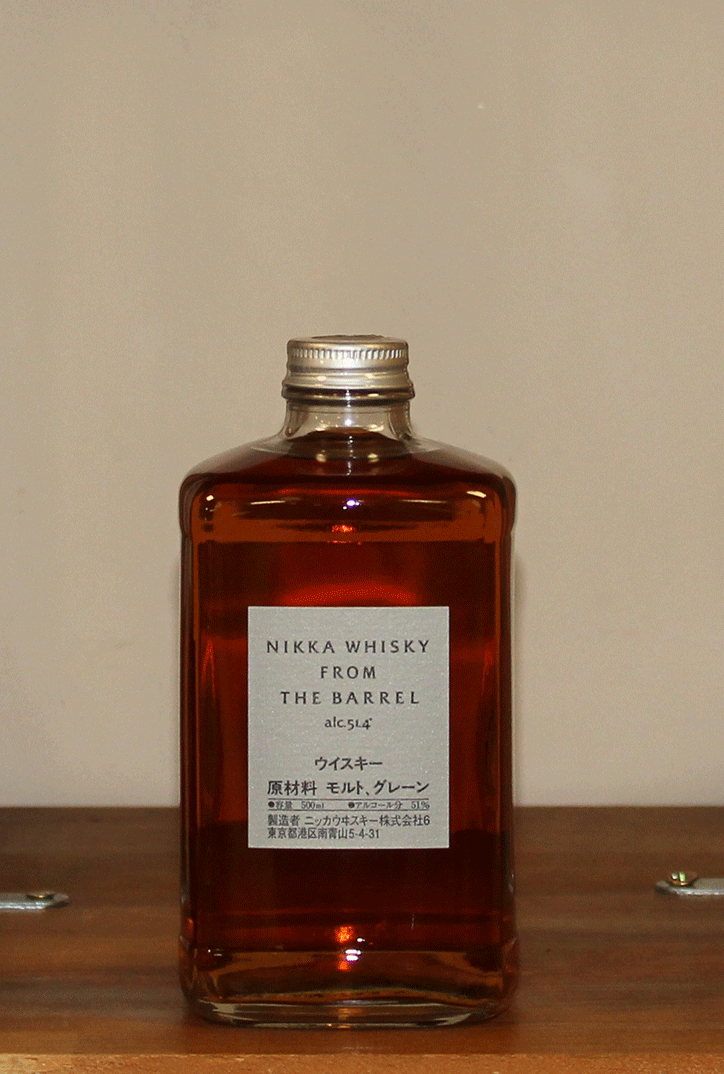 NIKKA WHISKY
FROM
THE BARREL
alc.51.4°
ウイスキー
原材料 モルト、グレーン
●容量 500ml ●アルコール分 51%
製造者 ニッカウヰスキー株式会社6
東京都港区南青山5-4-31